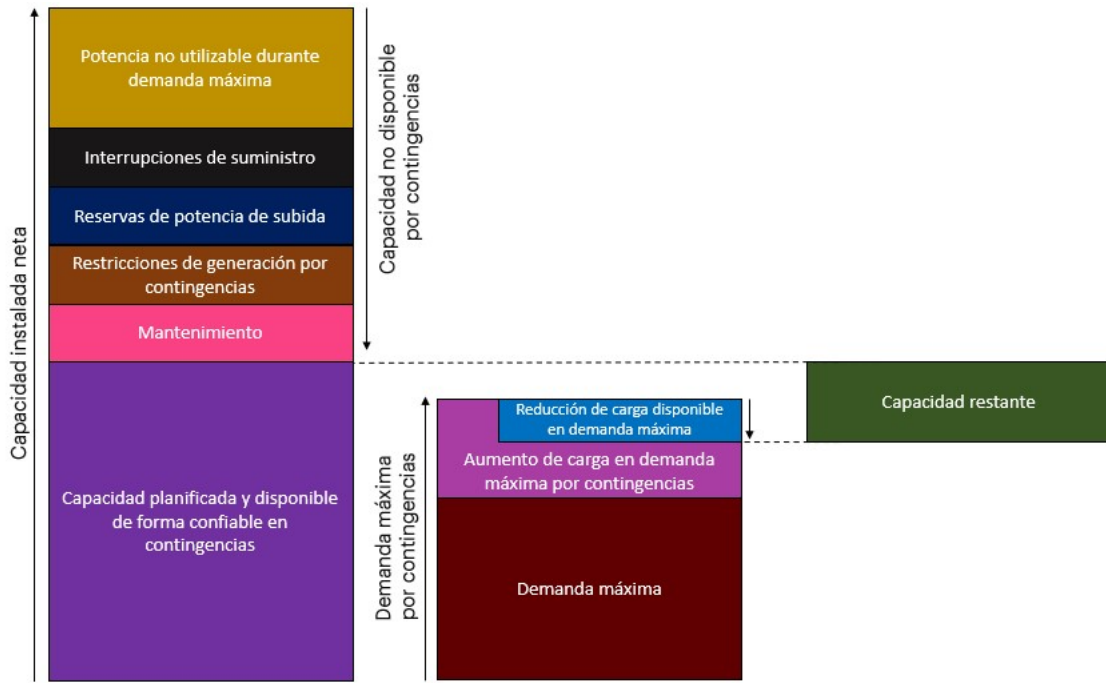 Capacidad instalada neta
Potencia no utilizable durante
demanda máxima
Interrupciones de suministro
Reservas de potencia de subida
Restricciones de generación por
contingencias
Mantenimiento
Capacidad planificada y disponible
de forma confiable en
contingencias
Capacidad no disponible
por contingencias
Demanda máxima
por contingencias
Reducción de carga disponible
en demanda máxima
Aumento de carga en demanda
máxima por contingencias
Demanda máxima
Capacidad restante